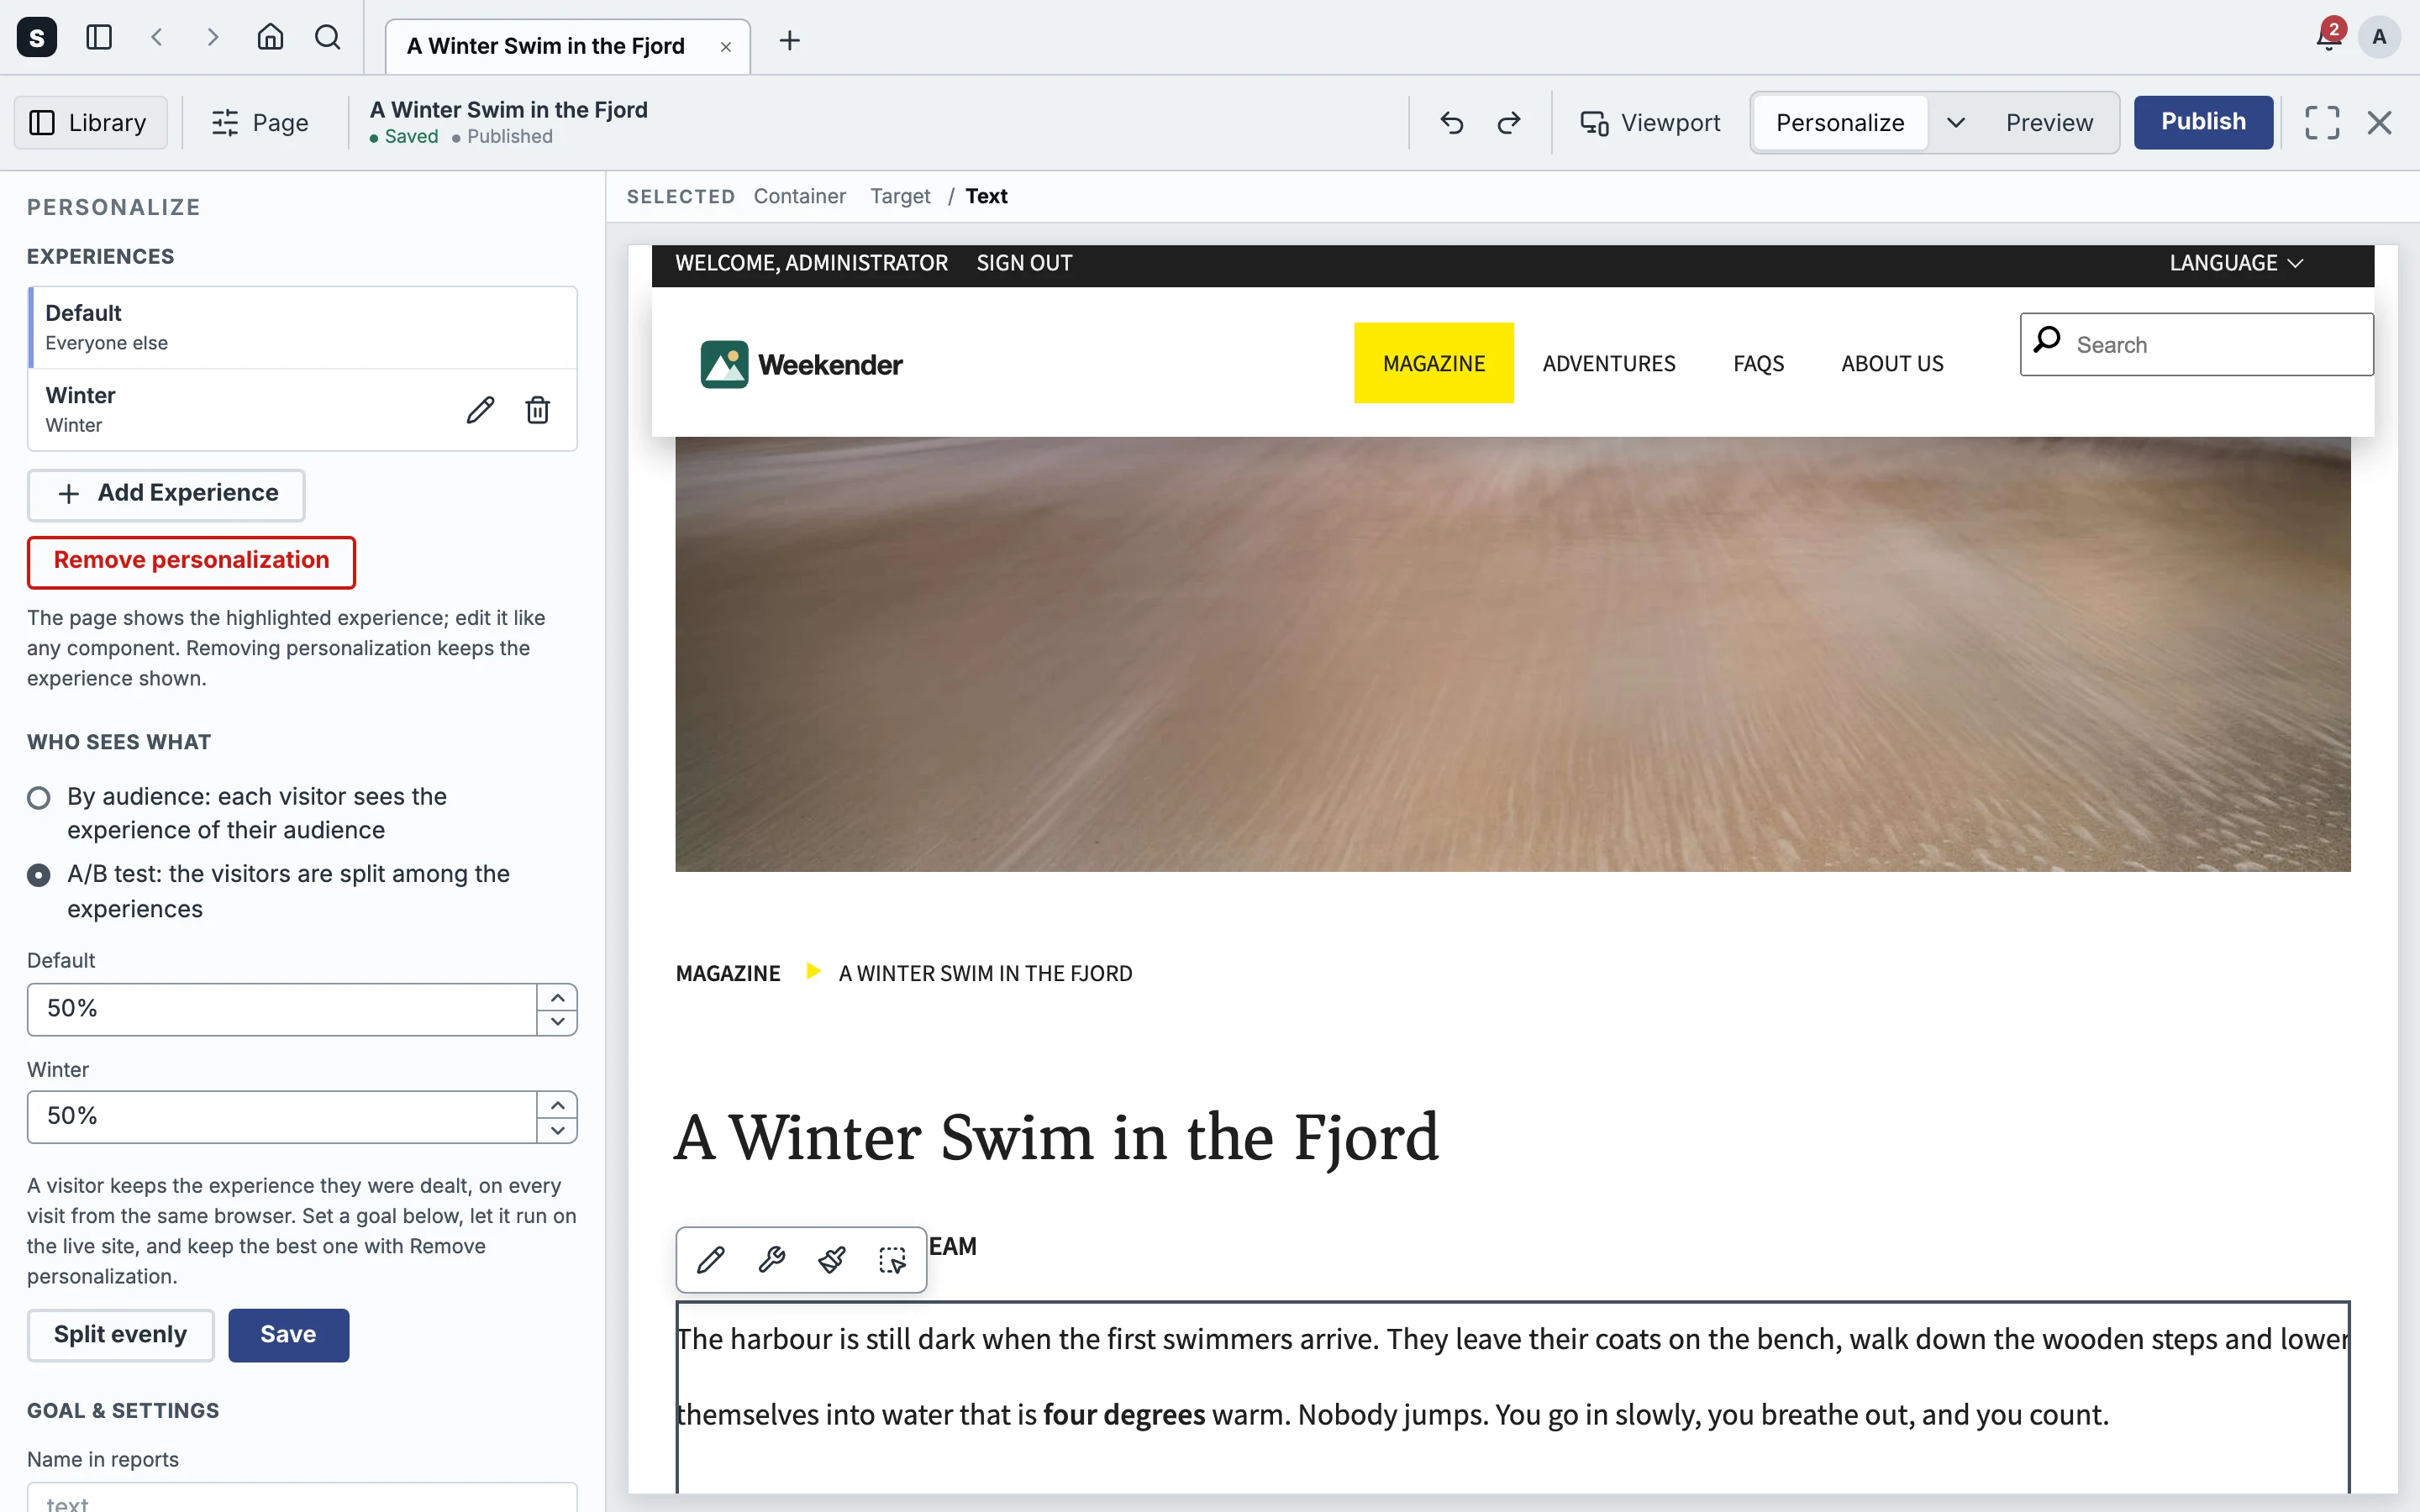 S
A Winter Swim in the Fjord
2
A
Library
Page
A Winter Swim in the Fjord
Saved
Published
Viewport
Personalize
Preview
Publish
PERSONALIZE
EXPERIENCES
Default
Everyone else
Winter
Winter
Add Experience
Remove personalization
The page shows the highlighted experience; edit it like
any component. Removing personalization keeps the
experience shown.
WHO SEES WHAT
By audience: each visitor sees the
experience of their audience
A/B test: the visitors are split among the
experiences
Default
50%
Winter
50%
A visitor keeps the experience they were dealt, on every
visit from the same browser. Set a goal below, let it run on
the live site, and keep the best one with Remove
personalization.
Split evenly
Save
GOAL & SETTINGS
Name in reports
text
SELECTED Container Target / Text
WELCOME, ADMINISTRATOR SIGN OUT
LANGUAGE
Weekender
MAGAZINE
ADVENTURES
FAQS
ABOUT US
Search
MAGAZINE
A WINTER SWIM IN THE FJORD
A Winter Swim in the Fjord
EAM
The harbour is still dark when the first swimmers arrive. They leave their coats on the bench, walk down the wooden steps and lower
themselves into water that is four degrees warm. Nobody jumps. You go in slowly, you breathe out, and you count.